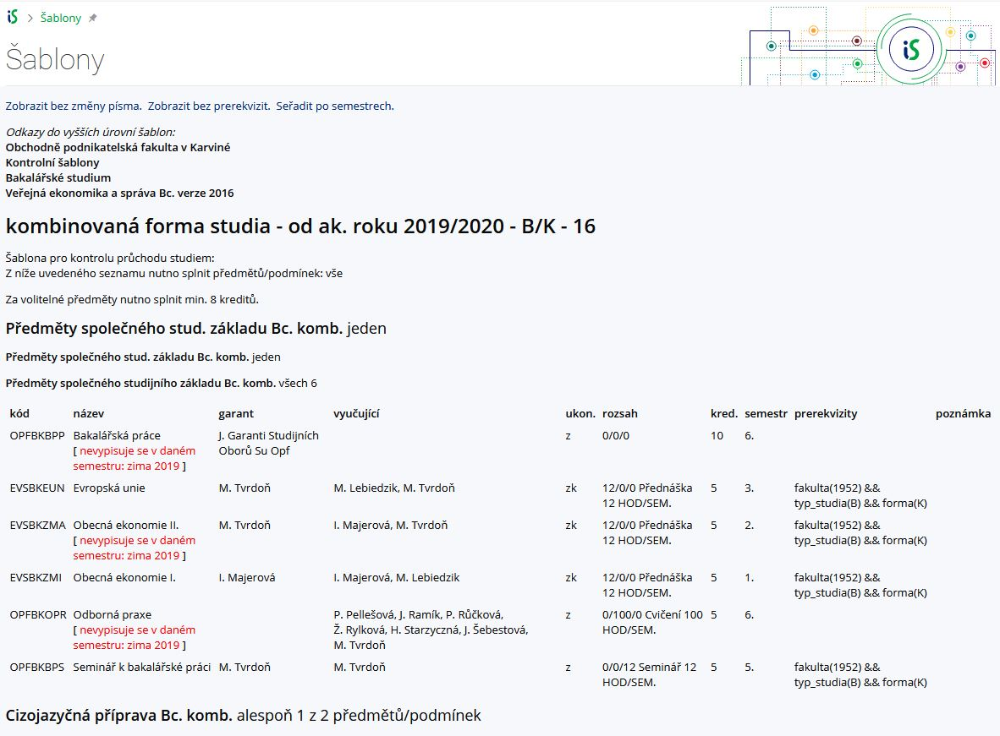 iS > Šablony
Šablony
iS
Zobrazit bez změny písma. Zobrazit bez prerekvizit. Seřadit po semestrech.
Odkazy do vyšších úrovní šablon:
Obchodně podnikatelská fakulta v Karviné
Kontrolní šablony
Bakalářské studium
Veřejná ekonomika a správa Bc. verze 2016
kombinovaná forma studia - od ak. roku 2019/2020 - B/K - 16
Šablona pro kontrolu průchodu studiem:
Z níže uvedeného seznamu nutno splnit předmětů/podmínek: vše
Za volitelné předměty nutno splnit min. 8 kreditů.
Předměty společného stud. základu Bc. komb. jeden
Předměty společného stud. základu Bc. komb. jeden
Předměty společného studijního základu Bc. komb. všech 6
kód název garant vyučující ukon. rozsah kred. semestr prerekvizity poznámka
OPFBKBPP Bakalářská práce J. Garanti Studijních z 0/0/0 10 6.
[ nevypisuje se v daném Oborů Su Opf
semestru: zima 2019 ]
EVSBKEUN Evropská unie M. Tvrdoň M. Lebiedzik, M. Tvrdoň zk 12/0/0 Přednáška 5 3. fakulta(1952) &&
12 HOD/SEM. typ_studia(B) && forma(K)
EVSBKZMA Obecná ekonomie II. M. Tvrdoň I. Majerová, M. Tvrdoň zk 12/0/0 Přednáška 5 2. fakulta(1952) &&
[ nevypisuje se v daném 12 HOD/SEM. typ_studia(B) && forma(K)
semestru: zima 2019 ]
EVSBKZMI Obecná ekonomie I. I. Majerová I. Majerová, M. Lebiedzik zk 12/0/0 Přednáška 5 1. fakulta(1952) &&
12 HOD/SEM. typ_studia(B) && forma(K)
OPFBKOPR Odborná praxe P. Pellešová, J. Ramík, P. Růčková, z 0/100/0 Cvičení 100 5 6.
[ nevypisuje se v daném Ž. Rylková, H. Starzyczná, J. Šebestová, HOD/SEM.
semestru: zima 2019 ] M. Tvrdoň
OPFBKBPS Seminář k bakalářské práci M. Tvrdoň M. Tvrdoň z 0/0/12 Seminář 12 5 5. fakulta(1952) &&
HOD/SEM. typ_studia(B) && forma(K)
Cizojazyčná příprava Bc. komb. alespoň 1 z 2 předmětů/podmínek